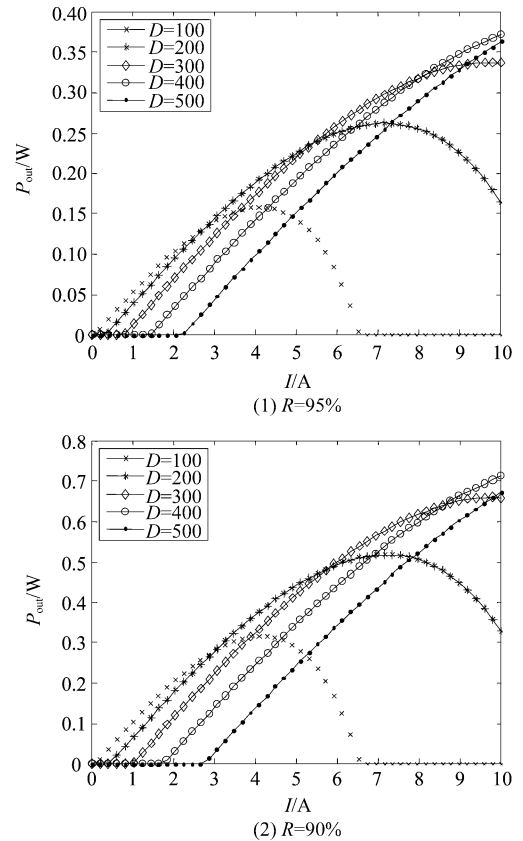 0.40
0.35
0.30
0.25
0.20
0.15
0.10
0.05
0
P_out/W
D=100
D=200
D=300
D=400
D=500
0 1 2 3 4 5 6 7 8 9 10
I/A
(1) R=95%
0.8
0.7
0.6
0.5
0.4
0.3
0.2
0.1
0
P_out/W
D=100
D=200
D=300
D=400
D=500
0 1 2 3 4 5 6 7 8 9 10
I/A
(2) R=90%